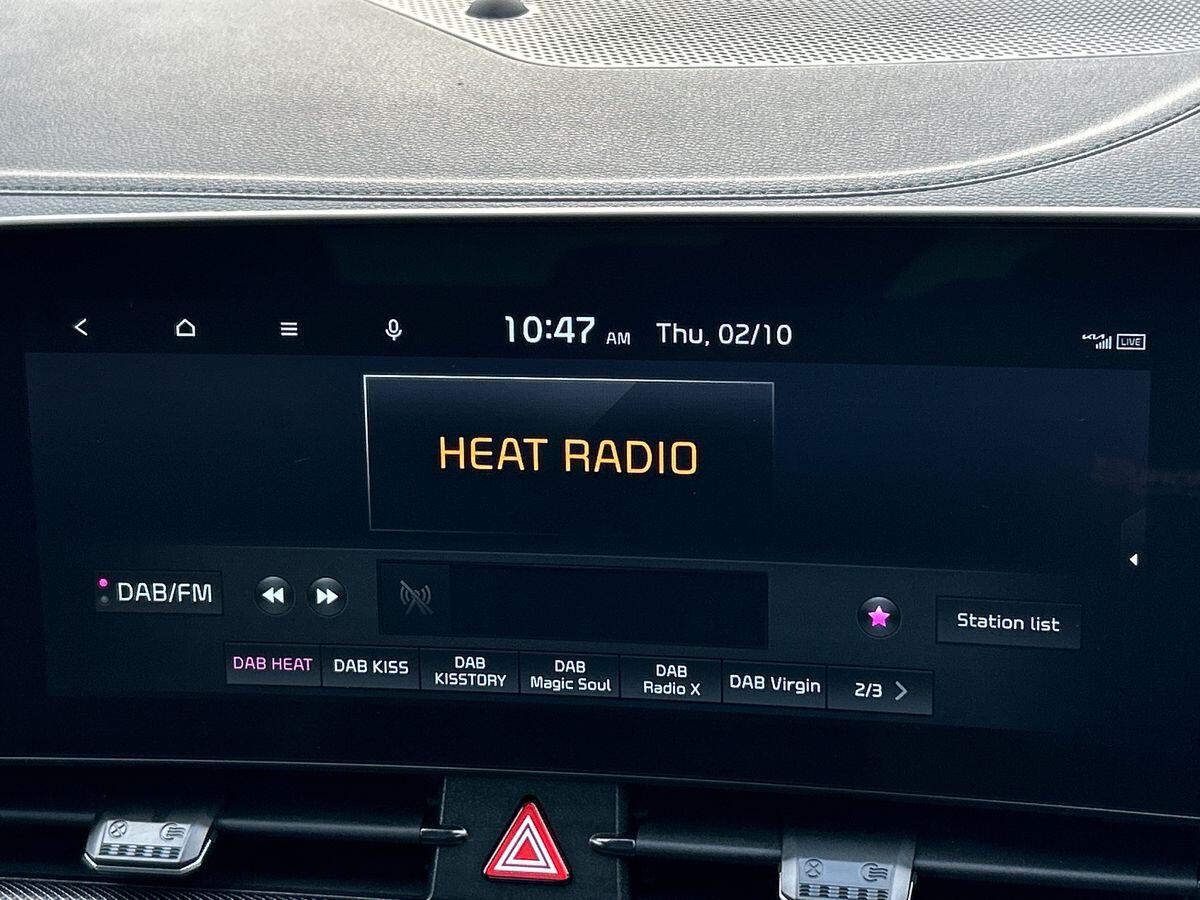 10:47 AM Thu, 02/10
KIA LIVE
HEAT RADIO
DAB/FM
Station list
DAB HEAT
DAB KISS
DAB
KISSTORY
DAB
Magic Soul
DAB
Radio X
DAB Virgin
2/3